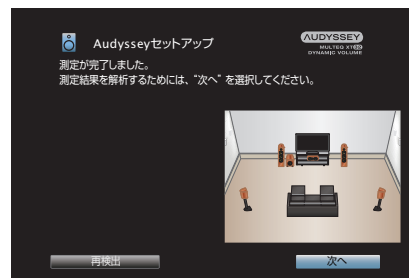 Audysseyセットアップ
AUDYSSEY
MULTEQ XT32
DYNAMIC VOLUME
測定が完了しました。
測定結果を解析するためには、“次へ” を選択してください。
再検出
次へ